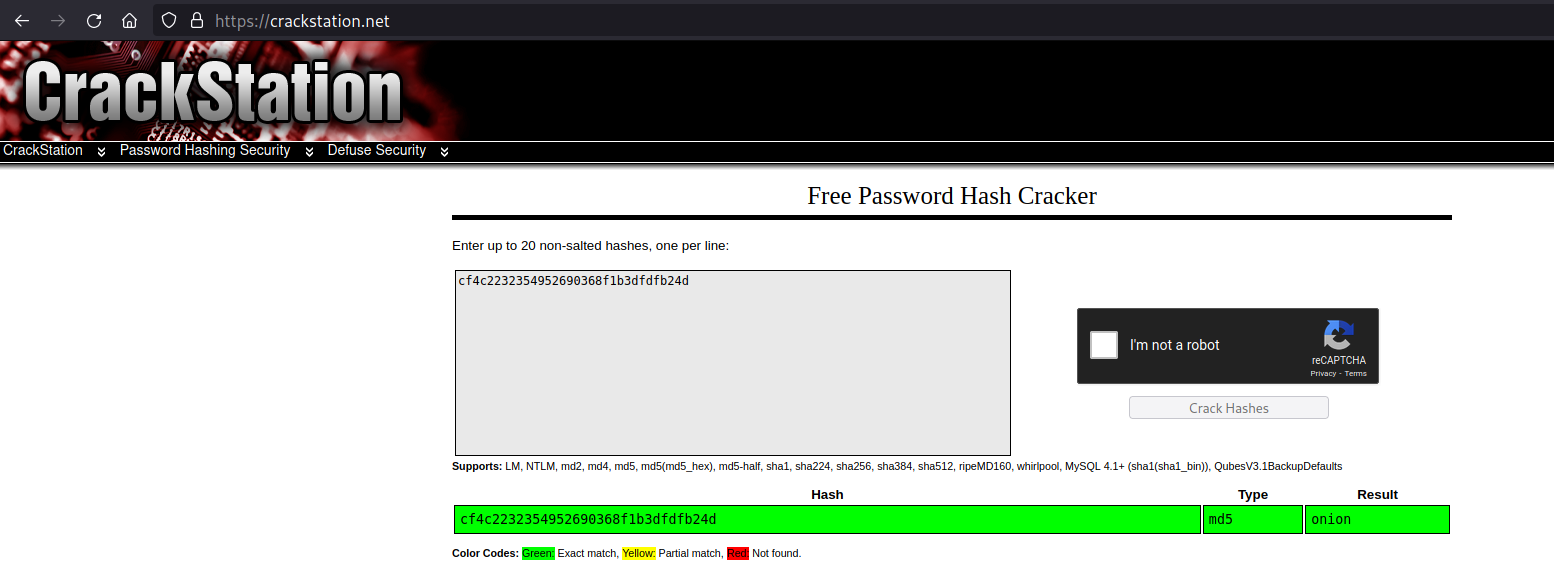 https://crackstation.net
CrackStation
CrackStation Password Hashing Security Defuse Security
Free Password Hash Cracker
Enter up to 20 non-salted hashes, one per line:
cf4c2232354952690368f1b3dfdfb24d
I'm not a robot
reCAPTCHA
Privacy - Terms
Crack Hashes
Supports: LM, NTLM, md2, md4, md5, md5(md5_hex), md5-half, sha1, sha224, sha256, sha384, sha512, ripeMD160, whirlpool, MySQL 4.1+ (sha1(sha1_bin)), QubesV3.1BackupDefaults
Hash Type Result
cf4c2232354952690368f1b3dfdfb24d md5 onion
Color Codes: Green: Exact match, Yellow: Partial match, Red: Not found.